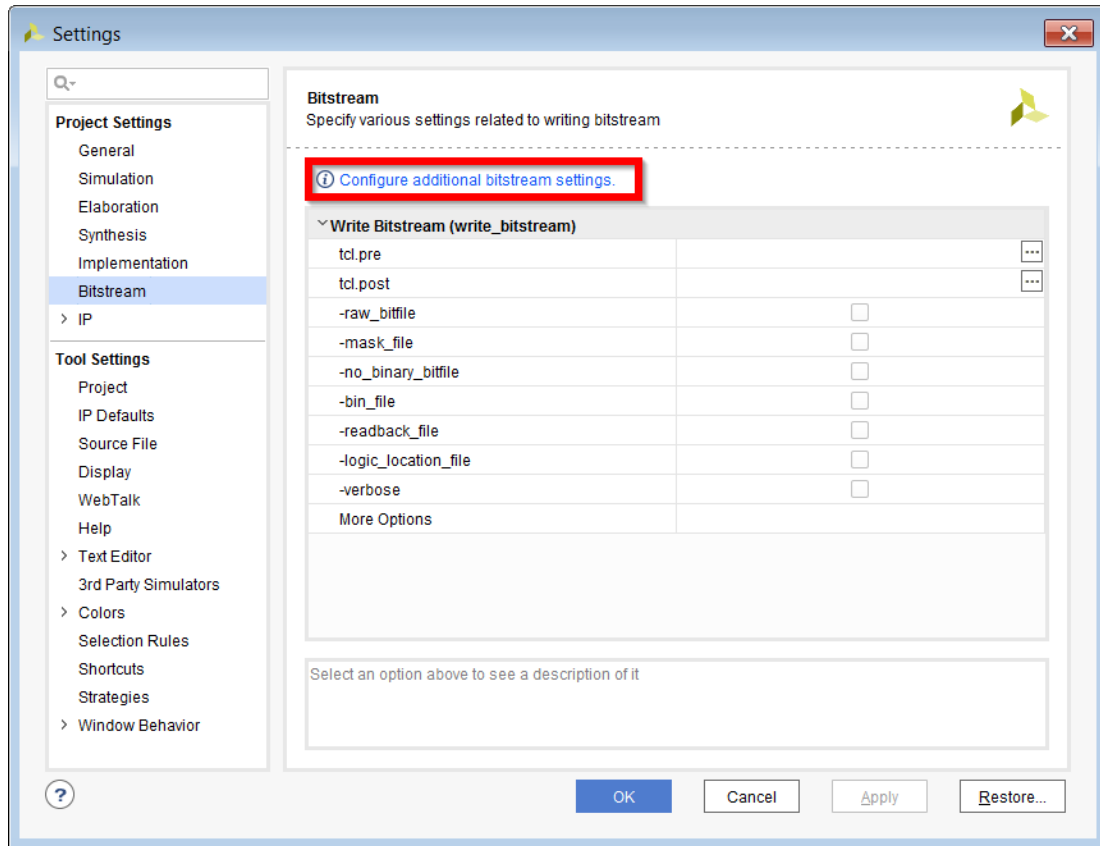 Settings
Project Settings
General
Simulation
Elaboration
Synthesis
Implementation
Bitstream
IP
Tool Settings
Project
IP Defaults
Source File
Display
WebTalk
Help
Text Editor
3rd Party Simulators
Colors
Selection Rules
Shortcuts
Strategies
Window Behavior
Bitstream
Specify various settings related to writing bitstream
Configure additional bitstream settings.
Write Bitstream (write_bitstream)
tcl.pre
tcl.post
-raw_bitfile
-mask_file
-no_binary_bitfile
-bin_file
-readback_file
-logic_location_file
-verbose
More Options
Select an option above to see a description of it
?
OK
Cancel
Apply
Restore...